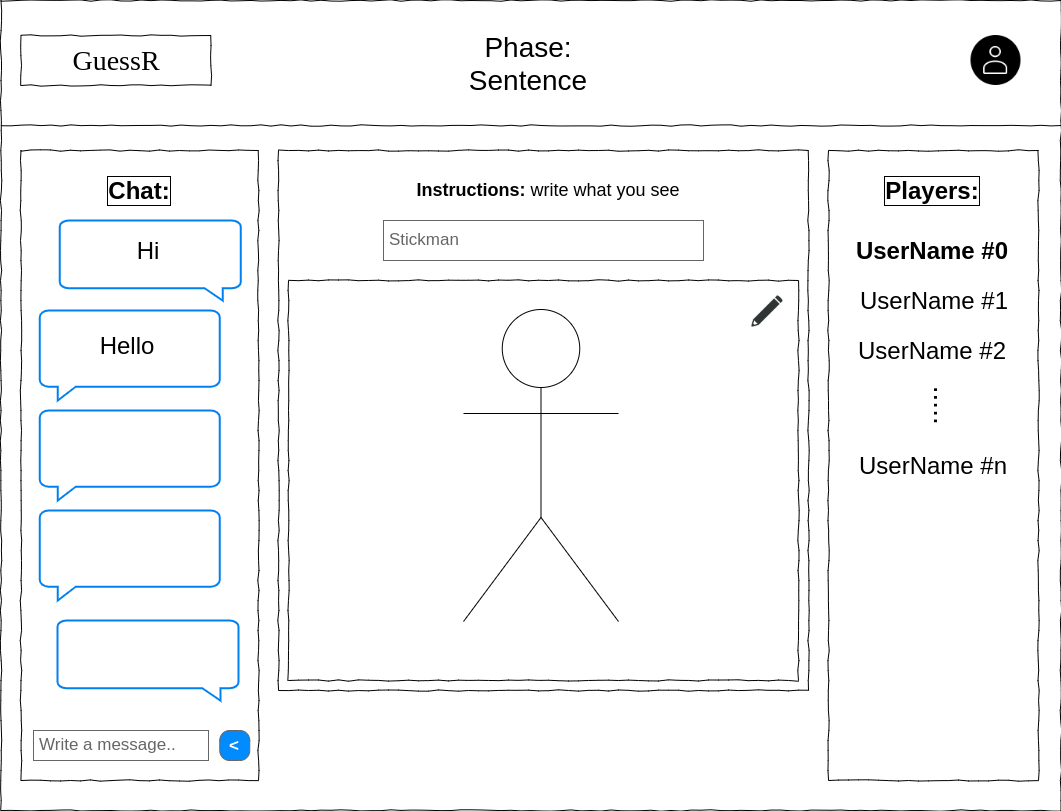 GuessR
Phase:
Sentence
Chat:
Hi
Hello
Write a message..
<
Instructions: write what you see
Stickman
Players:
UserName #0
UserName #1
UserName #2
UserName #n